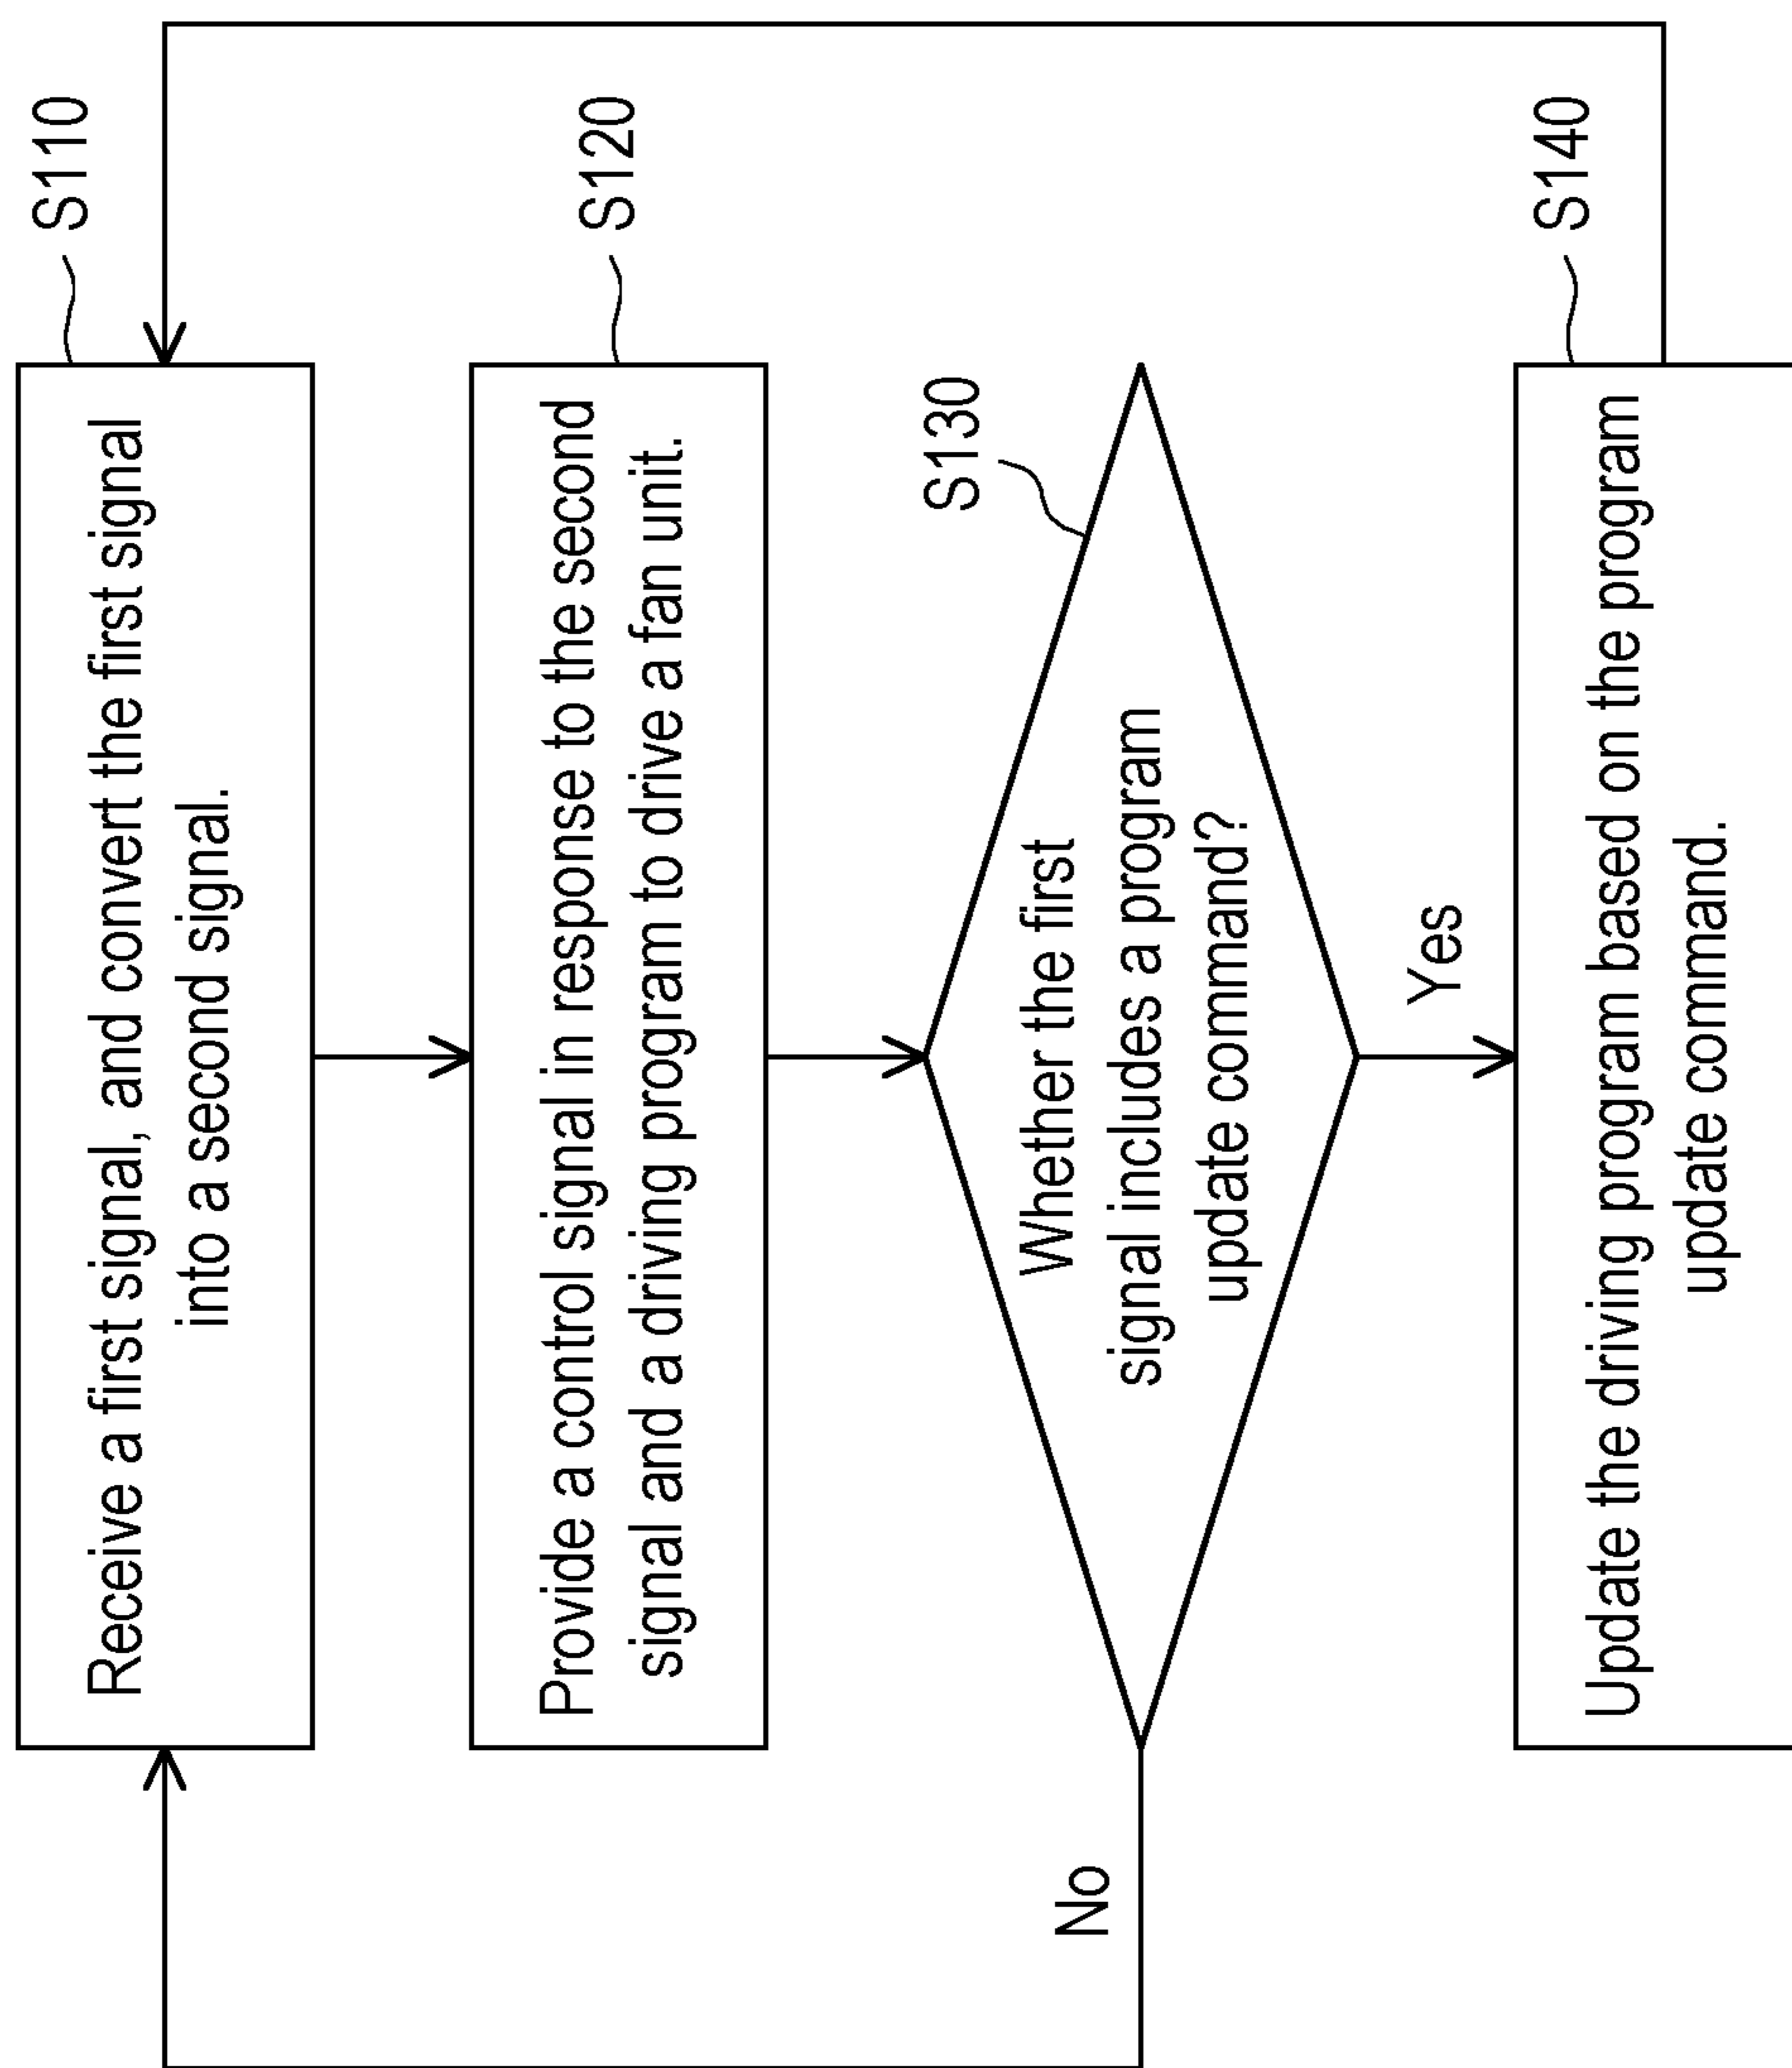 S110
Receive a first signal, and convert the first signal
into a second signal.
S120
Provide a control signal in response to the second
signal and a driving program to drive a fan unit.
S130
Whether the first
signal includes a program
update command?
No
Yes
S140
Update the driving program based on the program
update command.